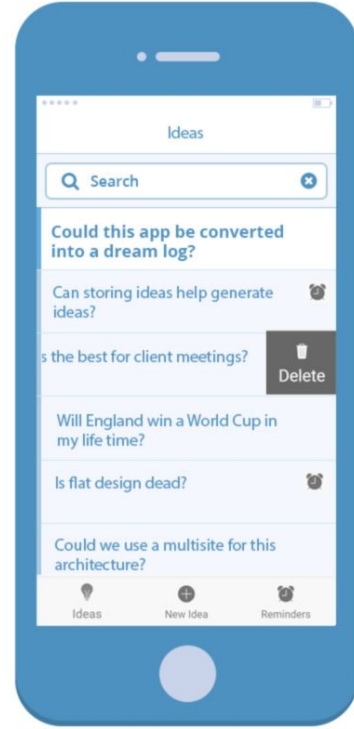 Ideas
Search
Could this app be converted
into a dream log?
Can storing ideas help generate
ideas?
s the best for client meetings?
Delete
Will England win a World Cup in
my life time?
Is flat design dead?
Could we use a multisite for this
architecture?
Ideas
New Idea
Reminders